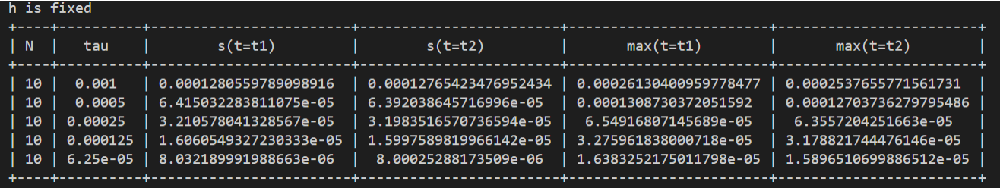 h is fixed
+----+----------+------------------------+------------------------+------------------------+------------------------+
| N  |   tau    |        s(t=t1)         |        s(t=t2)         |       max(t=t1)        |       max(t=t2)        |
+----+----------+------------------------+------------------------+------------------------+------------------------+
| 10 |  0.001   | 0.0001280559789098916  | 0.00012765423476952434 | 0.00026130400959778477 | 0.00025376557715617​31  |
| 10 |  0.0005  | 6.415032283811075e-05  | 6.392038645716996e-05  | 0.0001308730372051592  | 0.00012703736279795486 |
| 10 | 0.00025  | 3.210578041328567e-05  | 3.1983516570736594e-05 |  6.54916807145689e-05  |  6.3557204251663e-05   |
| 10 | 0.000125 | 1.6060549327230333e-05 | 1.5997589819966142e-05 | 3.275961838000718e-05  | 3.178821744476146e-05  |
| 10 | 6.25e-05 | 8.032189991988663e-06  |  8.00025288173509e-06  | 1.6383252175011798e-05 | 1.5896510699886512e-05 |
+----+----------+------------------------+------------------------+------------------------+------------------------+